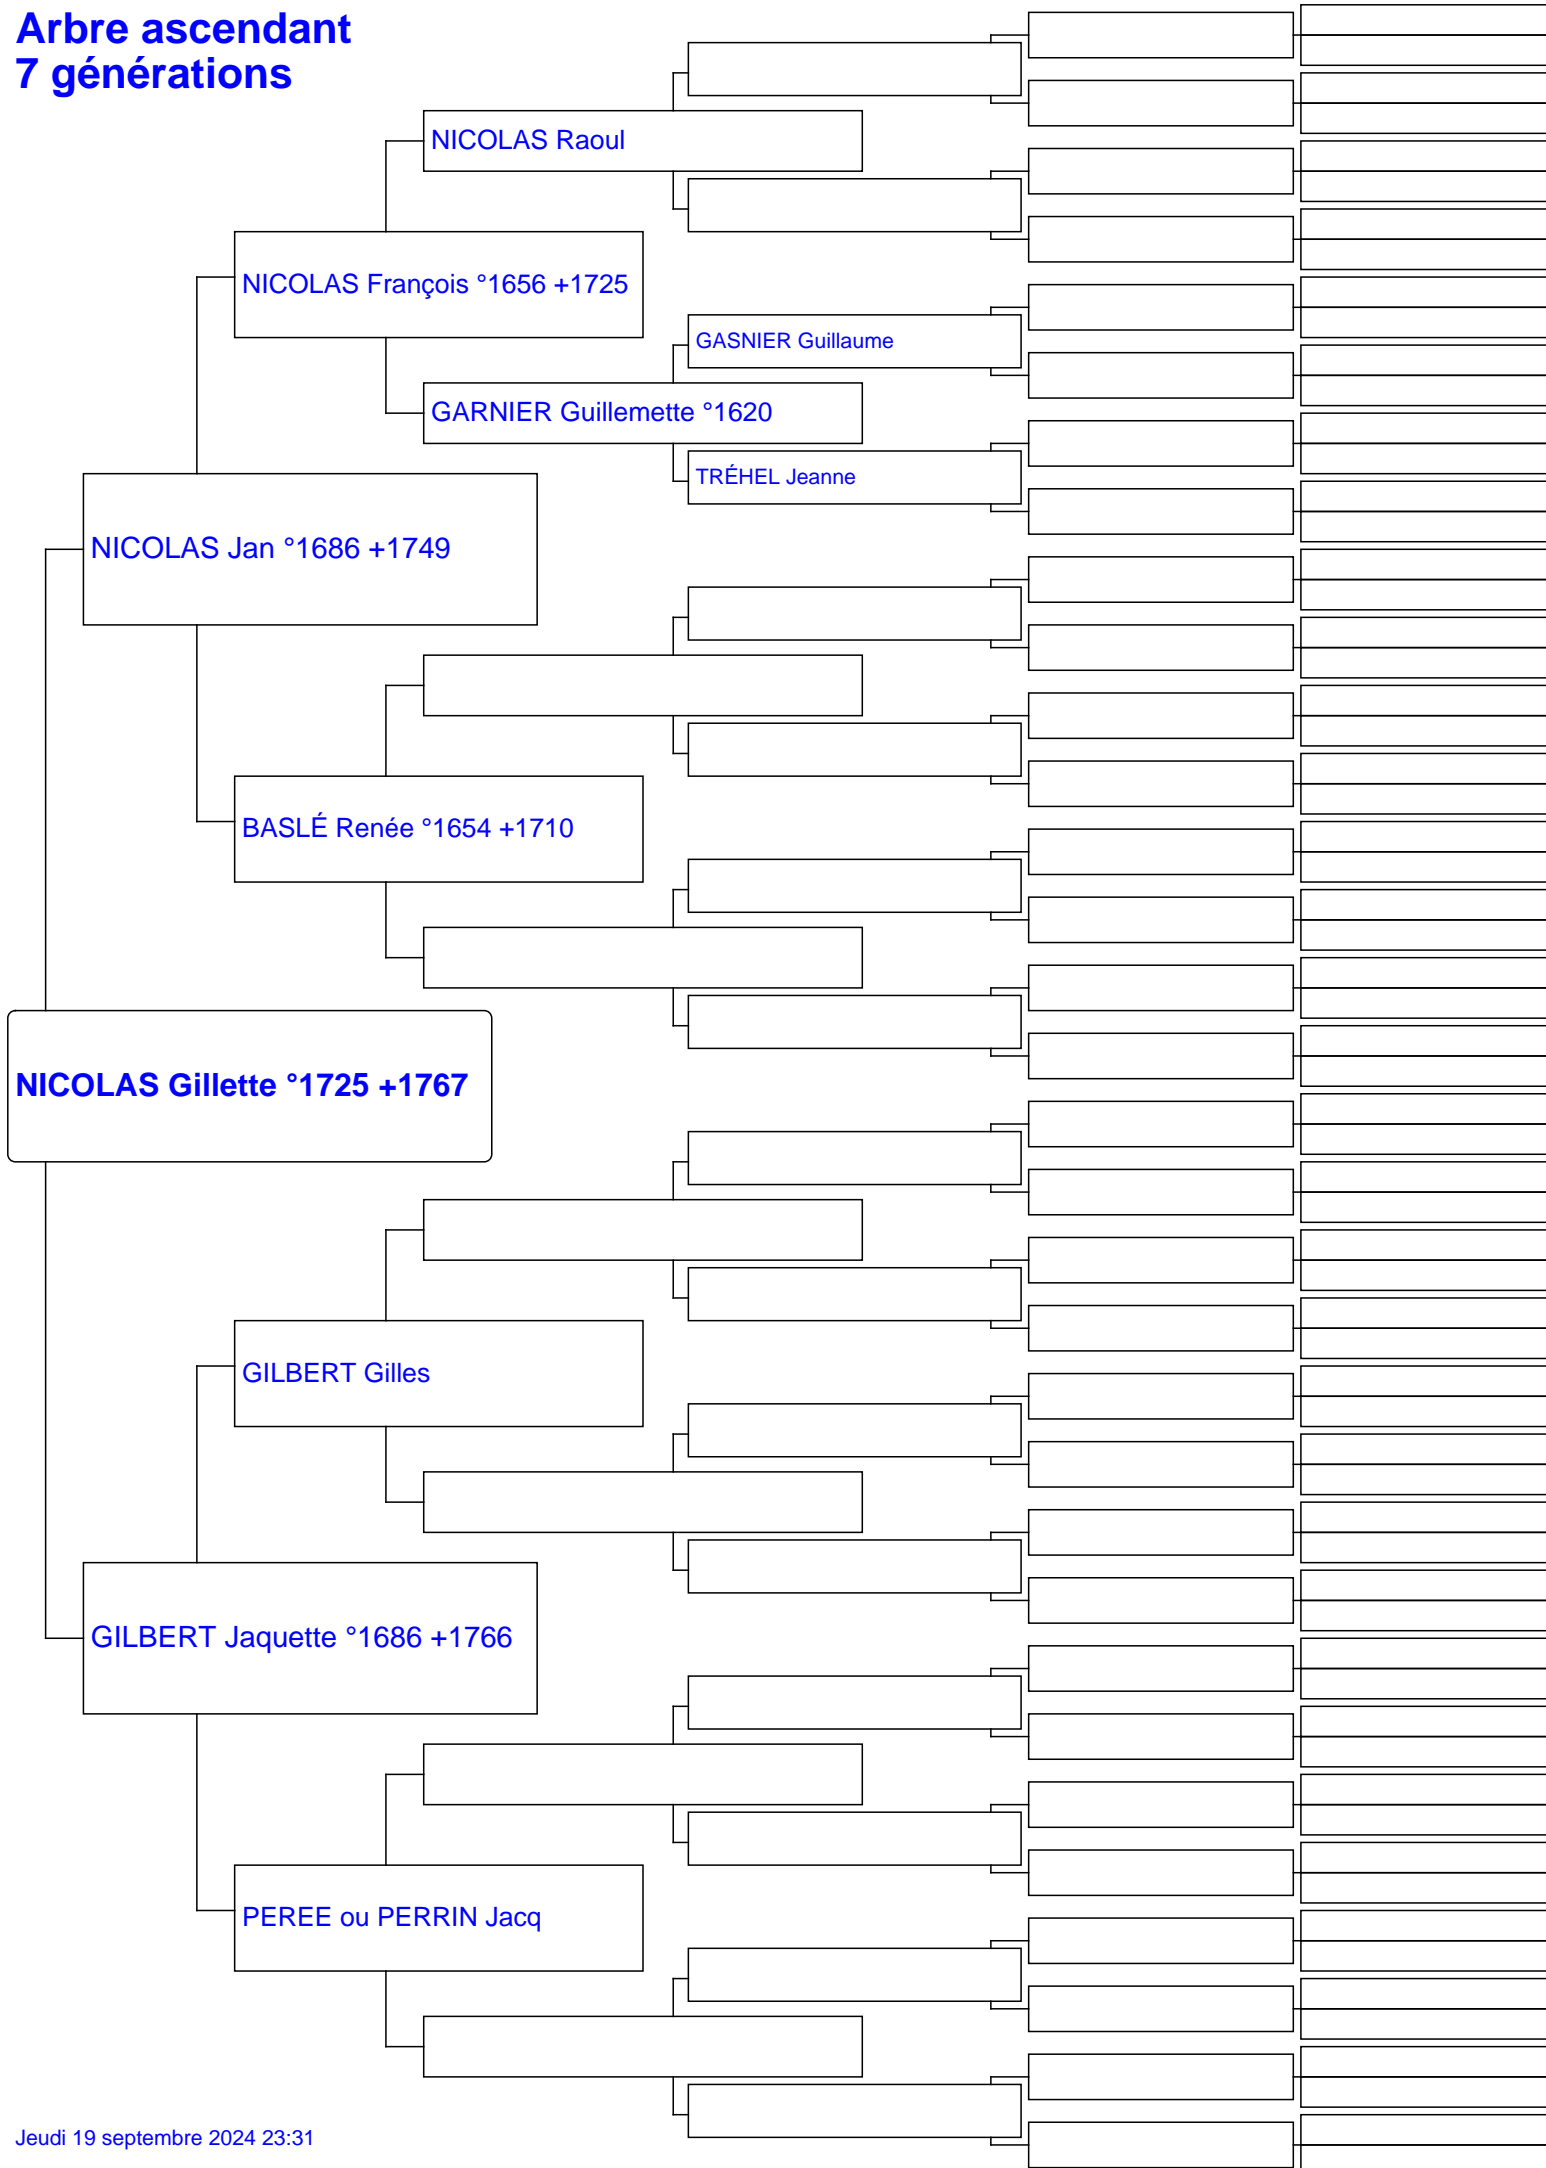 Arbre ascendant
7 générations
NICOLAS Raoul
NICOLAS François °1656 +1725
GASNIER Guillaume
GARNIER Guillemette °1620
TRÉHEL Jeanne
NICOLAS Jan °1686 +1749
BASLÉ Renée °1654 +1710
NICOLAS Gillette °1725 +1767
GILBERT Gilles
GILBERT Jaquette °1686 +1766
PEREE ou PERRIN Jacq
Jeudi 19 septembre 2024 23:31